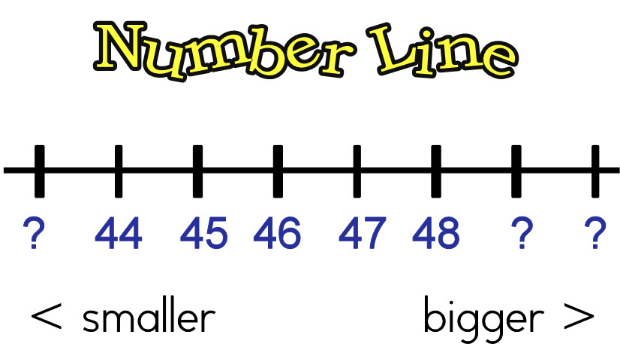 Number Line
? 44 45 46 47 48 ? ?
< smaller bigger >